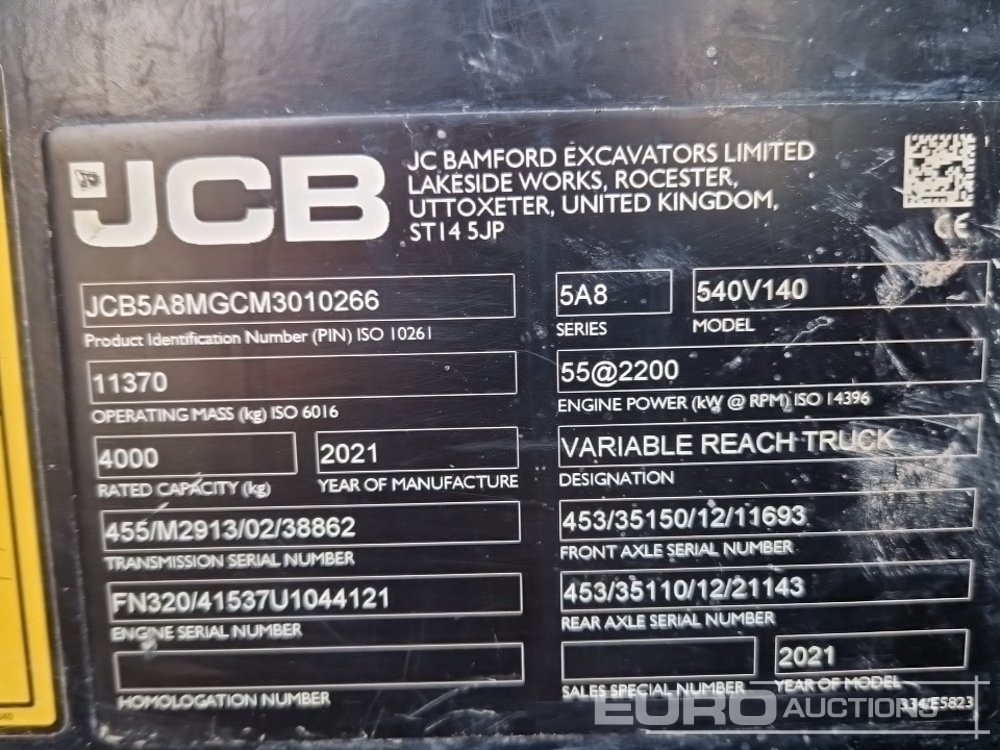 JCB
JC BAMFORD EXCAVATORS LIMITED
LAKESIDE WORKS, ROCESTER,
UTTOXETER, UNITED KINGDOM,
ST14 5JP
CE
JCB5A8MGCM3010266
Product Identification Number (PIN) ISO 10261
5A8
SERIES
540V140
MODEL
11370
OPERATING MASS (kg) ISO 6016
55@2200
ENGINE POWER (kW @ RPM) ISO 14396
4000
RATED CAPACITY (kg)
2021
YEAR OF MANUFACTURE
VARIABLE REACH TRUCK
DESIGNATION
455/M2913/02/38862
TRANSMISSION SERIAL NUMBER
453/35150/12/11693
FRONT AXLE SERIAL NUMBER
FN320/41537U1044121
ENGINE SERIAL NUMBER
453/35110/12/21143
REAR AXLE SERIAL NUMBER
HOMOLOGATION NUMBER
SALES SPECIAL NUMBER
2021
YEAR OF MODEL
334/E5823
EURO AUCTIONS